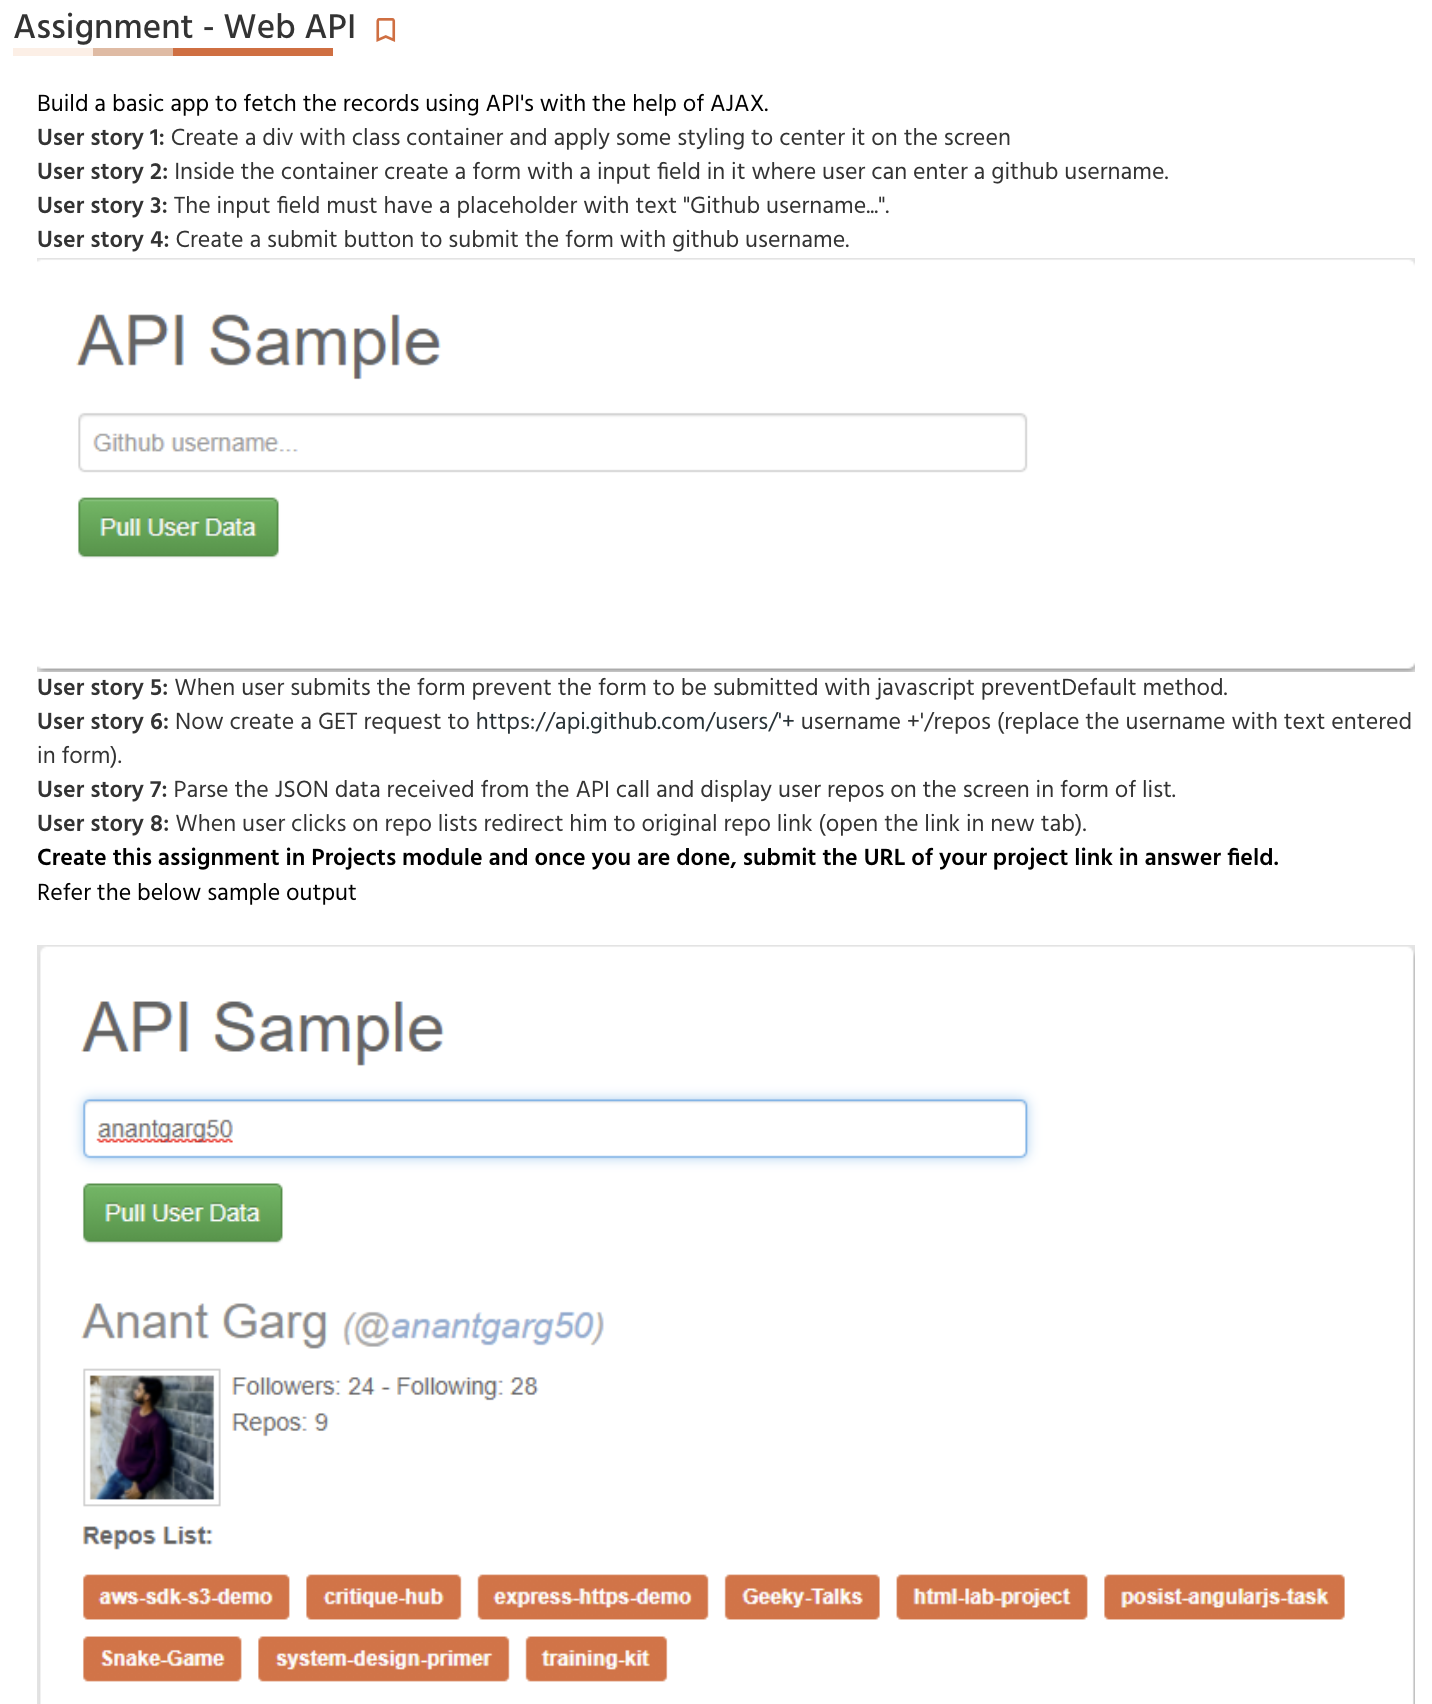 Assignment - Web API
Build a basic app to fetch the records using API's with the help of AJAX.
User story 1: Create a div with class container and apply some styling to center it on the screen
User story 2: Inside the container create a form with a input field in it where user can enter a github username.
User story 3: The input field must have a placeholder with text "Github username...".
User story 4: Create a submit button to submit the form with github username.
API Sample
Github username...
Pull User Data
User story 5: When user submits the form prevent the form to be submitted with javascript preventDefault method.
User story 6: Now create a GET request to https://api.github.com/users/'+ username +'/repos (replace the username with text entered
in form).
User story 7: Parse the JSON data received from the API call and display user repos on the screen in form of list.
User story 8: When user clicks on repo lists redirect him to original repo link (open the link in new tab).
Create this assignment in Projects module and once you are done, submit the URL of your project link in answer field.
Refer the below sample output
API Sample
anantgarg50
Pull User Data
Anant Garg (@anantgarg50)
Followers: 24 - Following: 28
Repos: 9
Repos List:
aws-sdk-s3-demo critique-hub express-https-demo Geeky-Talks html-lab-project posist-angularjs-task
Snake-Game system-design-primer training-kit